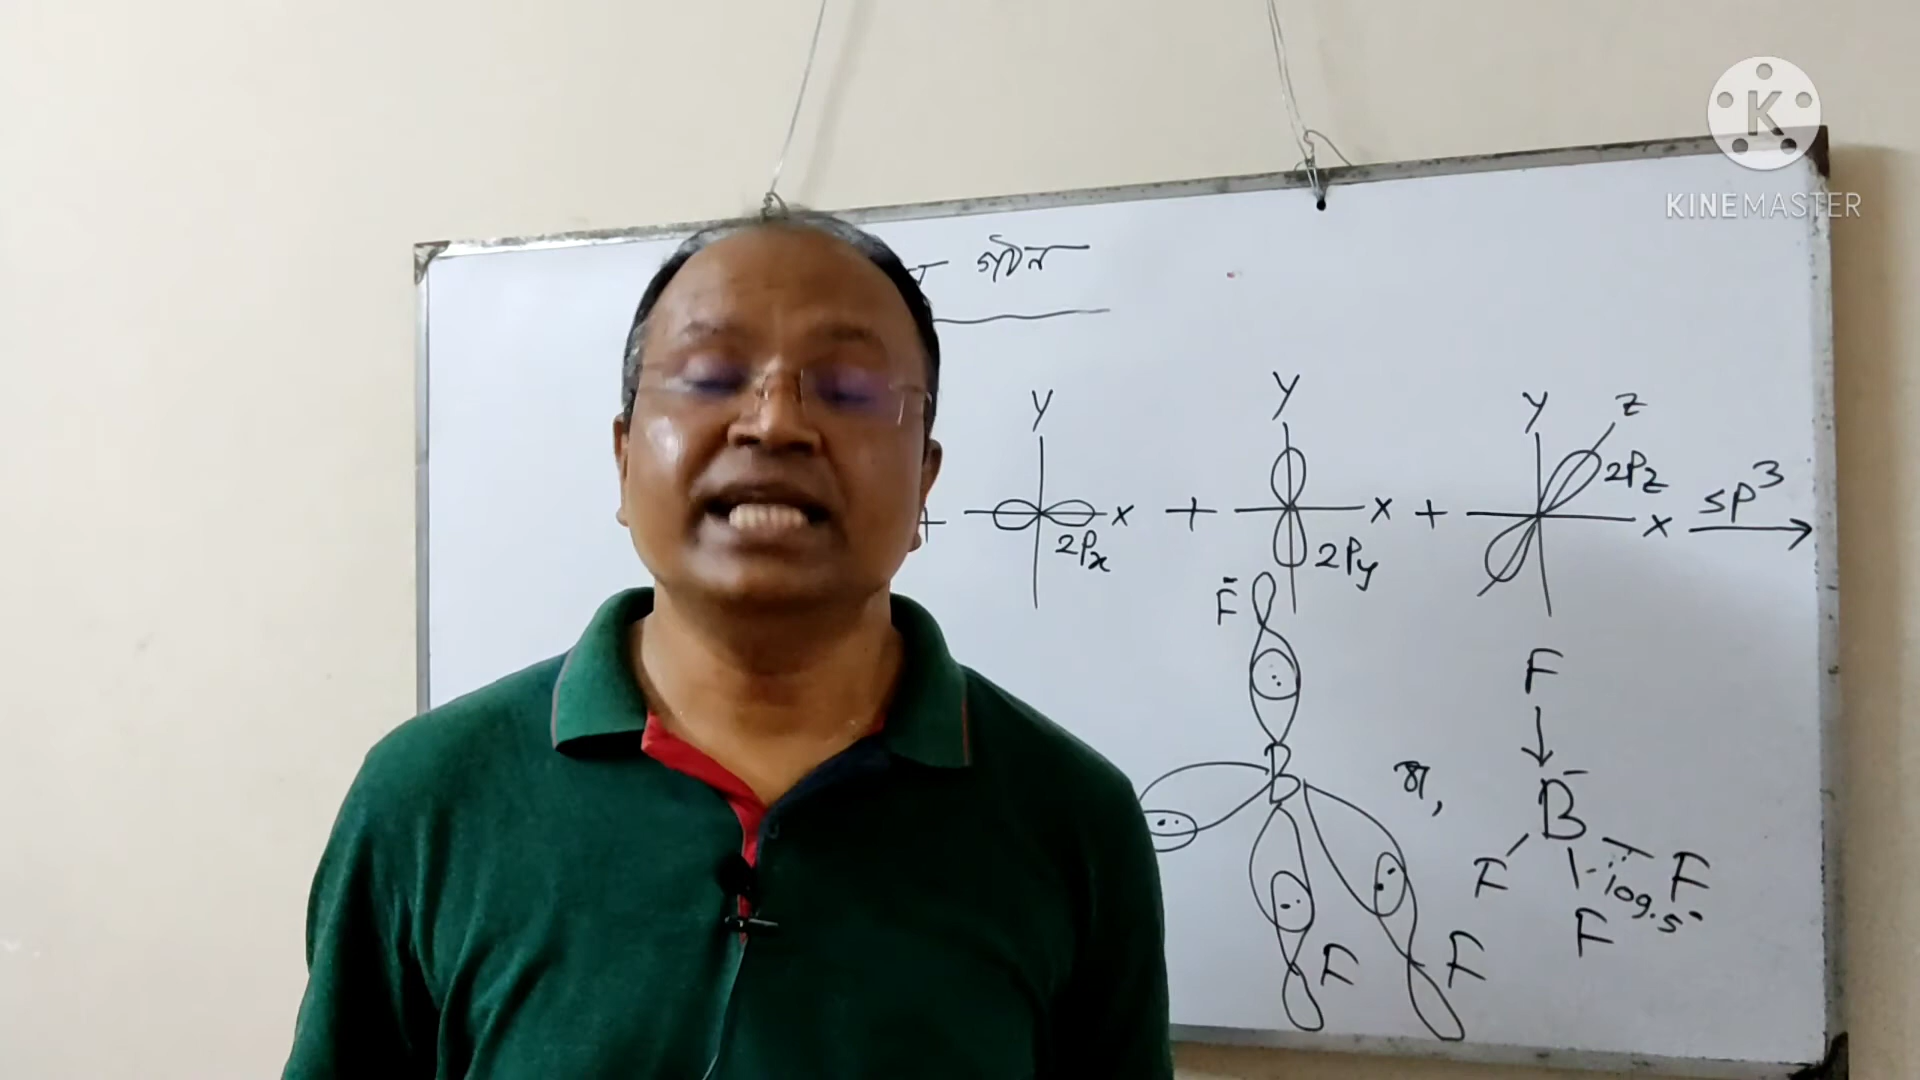 KINEMASTER
গঠন
y y y z
+ x + x + x sp³
2Px 2Py 2Pz
F̄ F
B বা, B⁻
F F F
109.5°
F F